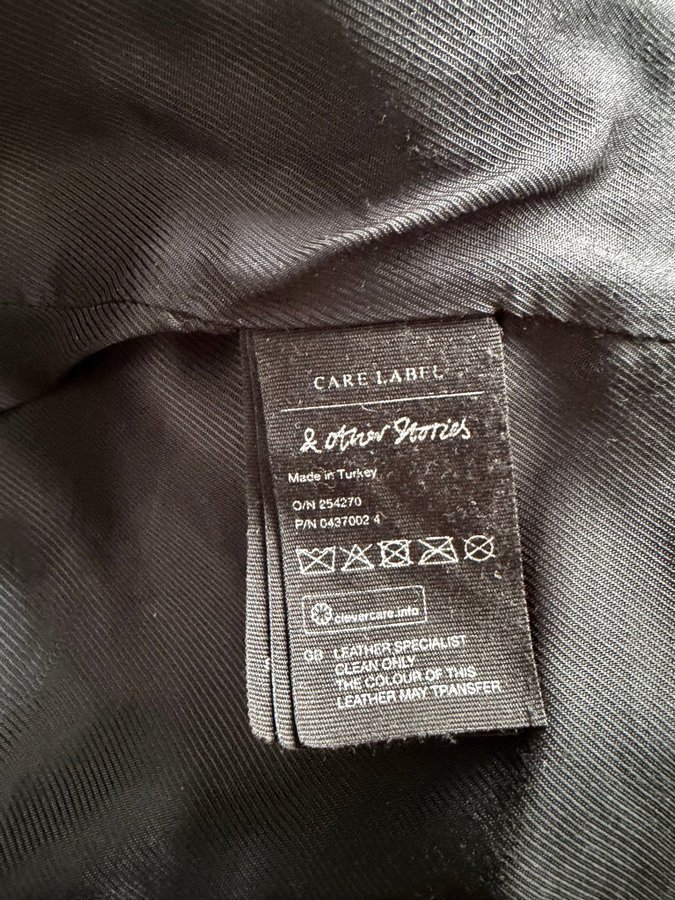 CARE LABEL
& Other Stories
Made in Turkey
O/N 254270
P/N 0437002 4
clevercare.info
GB LEATHER SPECIALIST
CLEAN ONLY
THE COLOUR OF THIS
LEATHER MAY TRANSFER